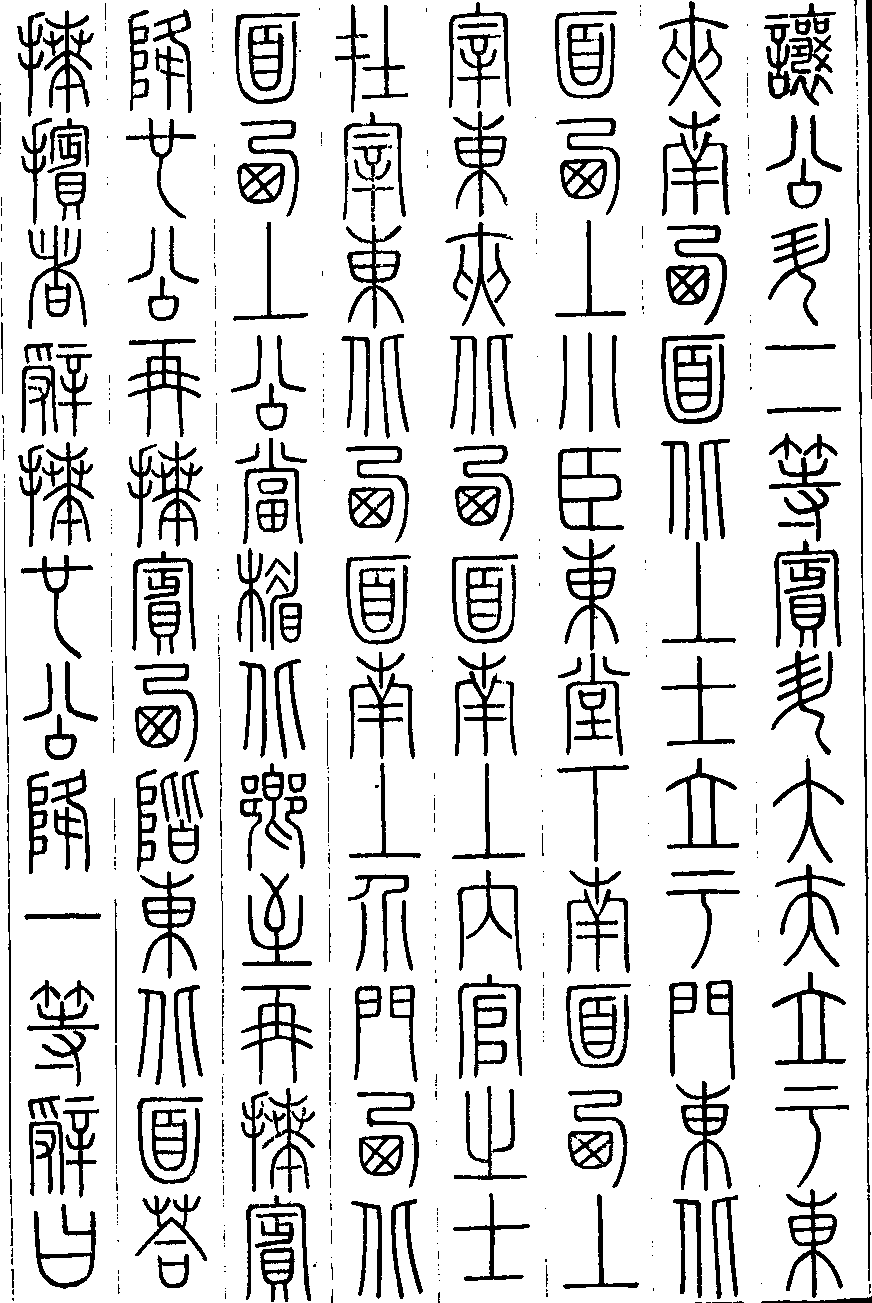 讓公升二等賓升大夫立于東
夾南西面北上士立于門東北
面西上小臣東堂下南面西上
宰東夾北西面南上內官之士
在宰東北西面南上介門西北
面西上公當楣北鄉至再拜賓
降也公再拜賓西階東北面答
拜擯者辭拜也公降一等辭曰